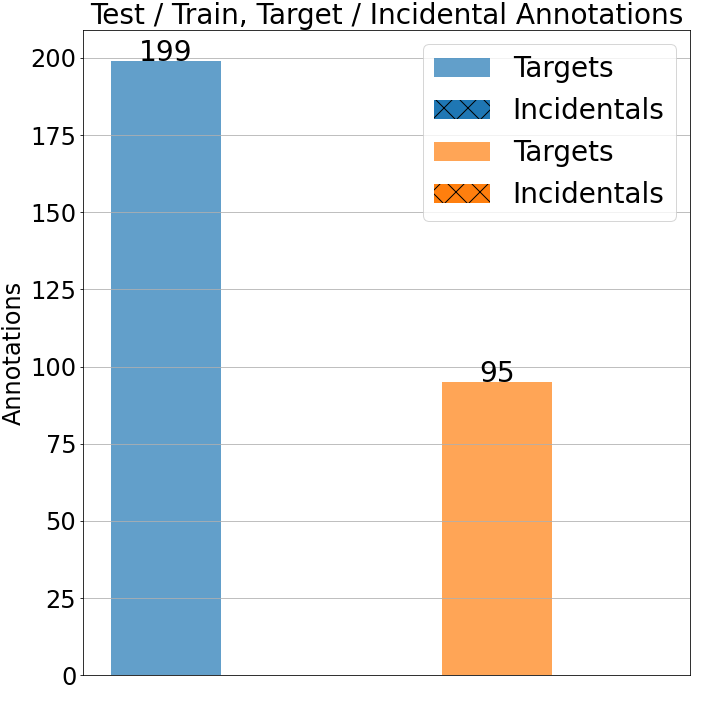 Test / Train, Target / Incidental Annotations
Annotations
200
175
150
125
100
75
50
25
0
199
95
Targets
Incidentals
Targets
Incidentals